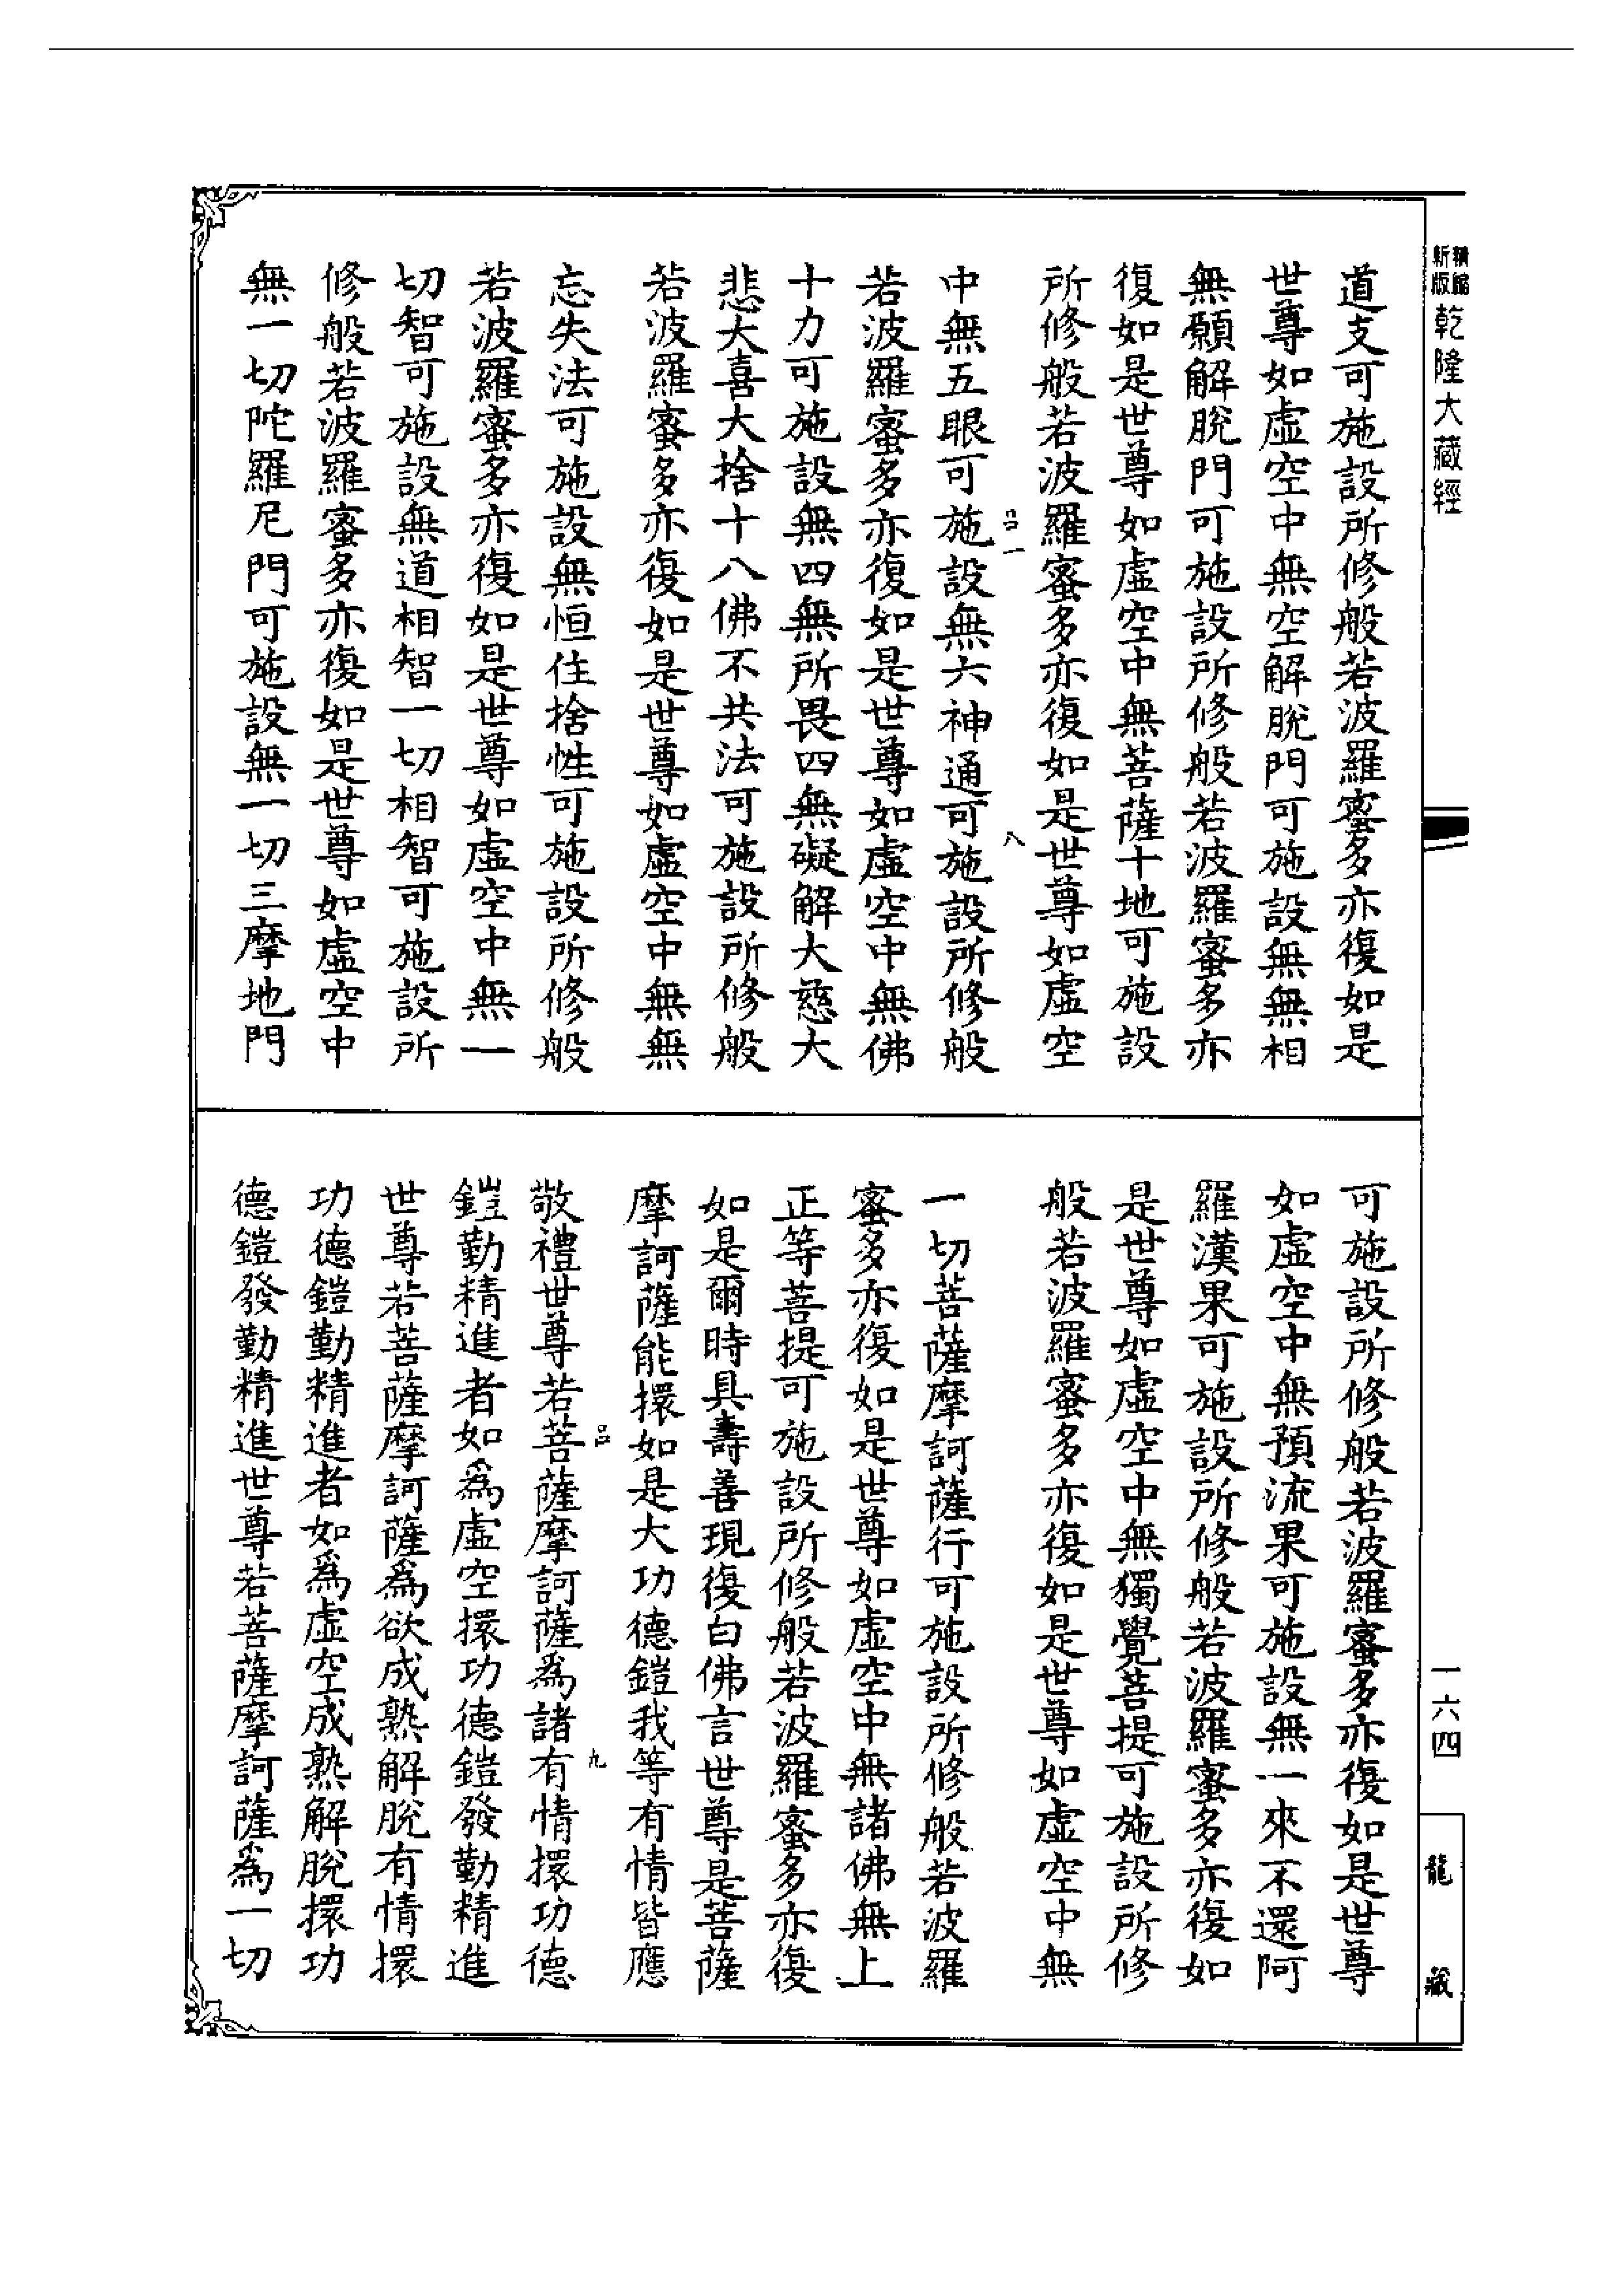 精縮新版乾隆大藏經
道支可施設所修般若波羅蜜多亦復如是
世尊如虛空中無空解脫門可施設無無相
無願解脫門可施設所修般若波羅蜜多亦
復如是世尊如虛空中無菩薩十地可施設
所修般若波羅蜜多亦復如是世尊如虛空
呂一
八
中無五眼可施設無六神通可施設所修般
若波羅蜜多亦復如是世尊如虛空中無佛
十力可施設無四無所畏四無礙解大慈大
悲大喜大捨十八佛不共法可施設所修般
若波羅蜜多亦復如是世尊如虛空中無無
忘失法可施設無恒住捨性可施設所修般
若波羅蜜多亦復如是世尊如虛空中無一
切智可施設無道相智一切相智可施設所
修般若波羅蜜多亦復如是世尊如虛空中
無一切陀羅尼門可施設無一切三摩地門
可施設所修般若波羅蜜多亦復如是世尊
如虛空中無預流果可施設無一來不還阿
羅漢果可施設所修般若波羅蜜多亦復如
是世尊如虛空中無獨覺菩提可施設所修
般若波羅蜜多亦復如是世尊如虛空中無
一切菩薩摩訶薩行可施設所修般若波羅
蜜多亦復如是世尊如虛空中無諸佛無上
正等菩提可施設所修般若波羅蜜多亦復
如是爾時具壽善現復白佛言世尊是菩薩
摩訶薩能擐如是大功德鎧我等有情皆應
呂
九
敬禮世尊若菩薩摩訶薩為諸有情擐功德
鎧勤精進者如為虛空擐功德鎧發勤精進
世尊若菩薩摩訶薩為欲成熟解脫有情擐
功德鎧勤精進者如為虛空成熟解脫擐功
德鎧發勤精進世尊若菩薩摩訶薩為一切
一六四
龍藏